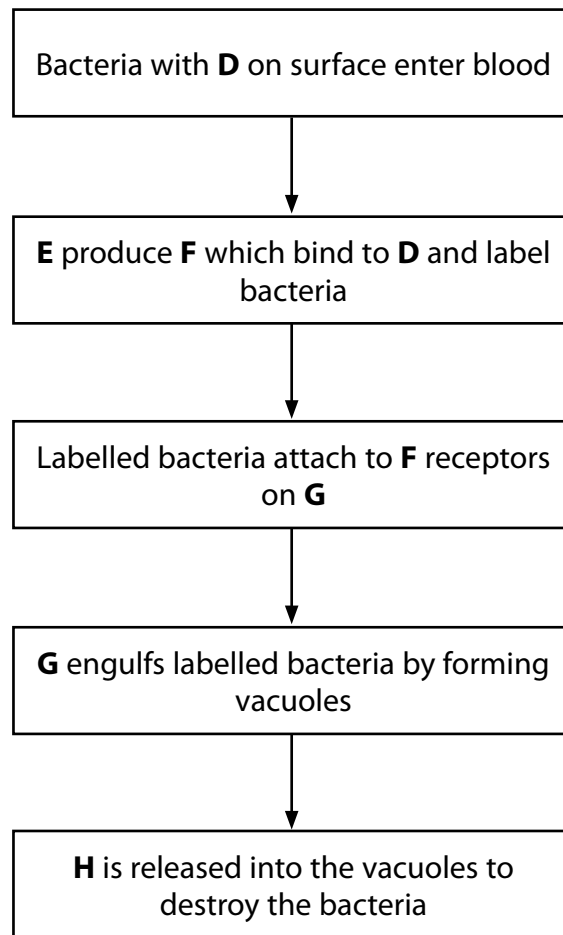 Bacteria with D on surface enter blood
E produce F which bind to D and label
bacteria
Labelled bacteria attach to F receptors
on G
G engulfs labelled bacteria by forming
vacuoles
H is released into the vacuoles to
destroy the bacteria